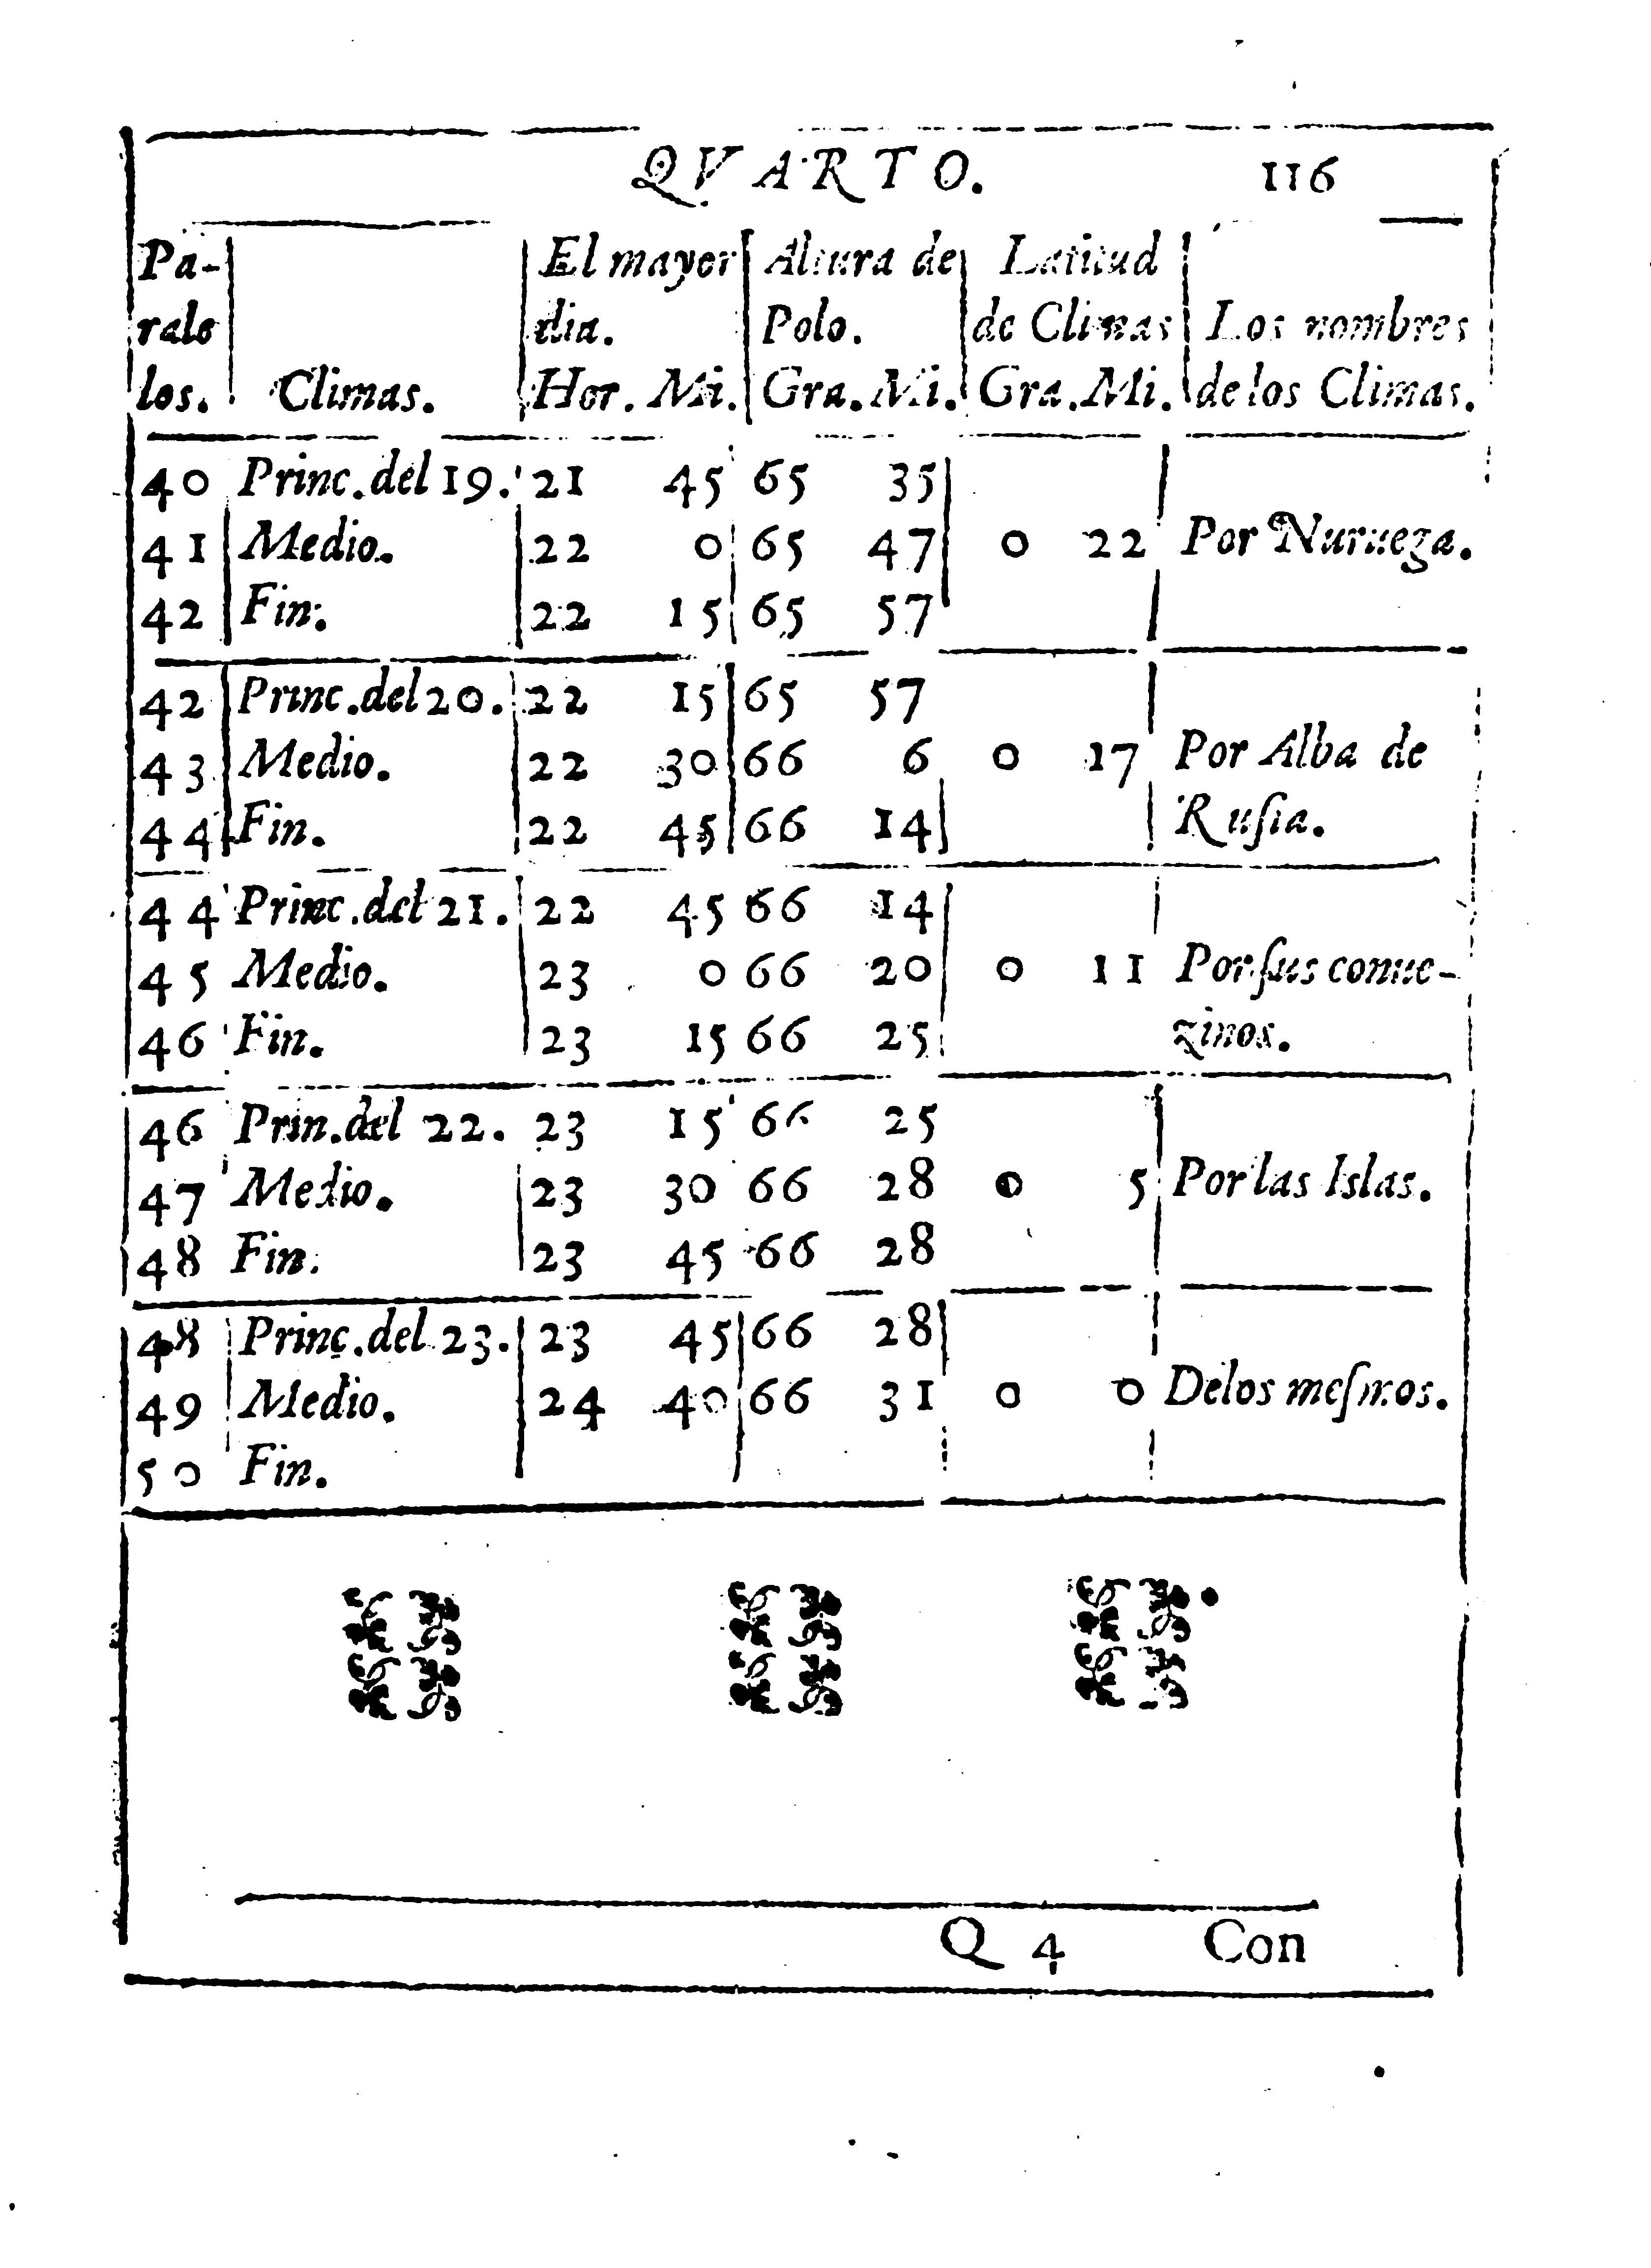 QVARTO. 116
Pa- El mayor Altura de Latitud
rale dia. Polo. de Climas Los nombres
los. Climas. Hor. Mi. Gra. Mi. Gra. Mi. de los Climas.
40 Princ. del 19. 21 45 65 35
41 Medio. 22 0 65 47 0 22 Por Nuruega.
42 Fin. 22 15 65 57
42 Princ. del 20. 22 15 65 57
43 Medio. 22 30 66 6 0 17 Por Alba de
44 Fin. 22 45 66 14 Ruſia.
44 Princ. del 21. 22 45 66 14
45 Medio. 23 0 66 20 0 11 Por ſus conue-
46 Fin. 23 15 66 25 zinos.
46 Prin. del 22. 23 15 66 25
47 Medio. 23 30 66 28 0 5 Por las Islas.
48 Fin. 23 45 66 28
48 Princ. del 23. 23 45 66 28
49 Medio. 24 40 66 31 0 0 Delos meſmos.
50 Fin.
Q 4 Con